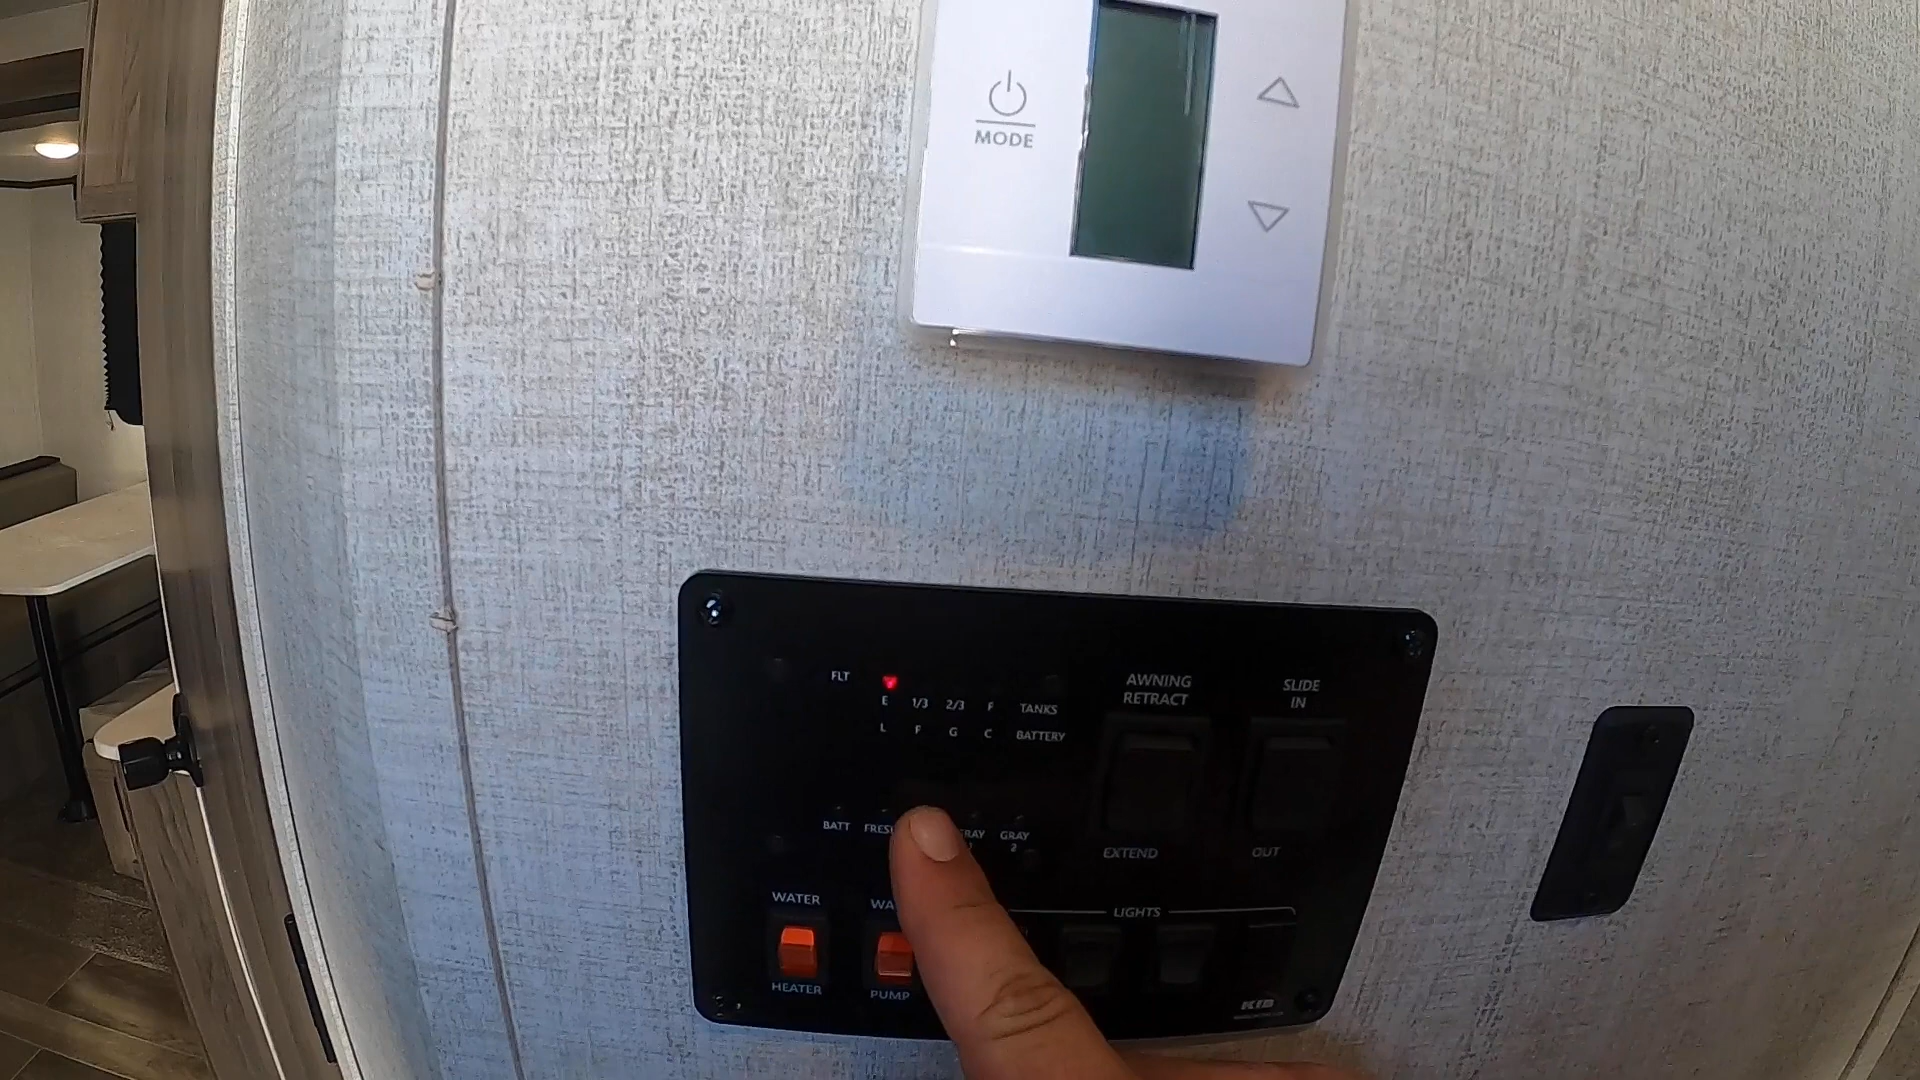 MODE
FLT
E 1/3 2/3 F TANKS
L F G C BATTERY
AWNING
RETRACT
SLIDE
IN
BATT GRAY
2
EXTEND
OUT
WATER
HEATER
PUMP
LIGHTS
KIB